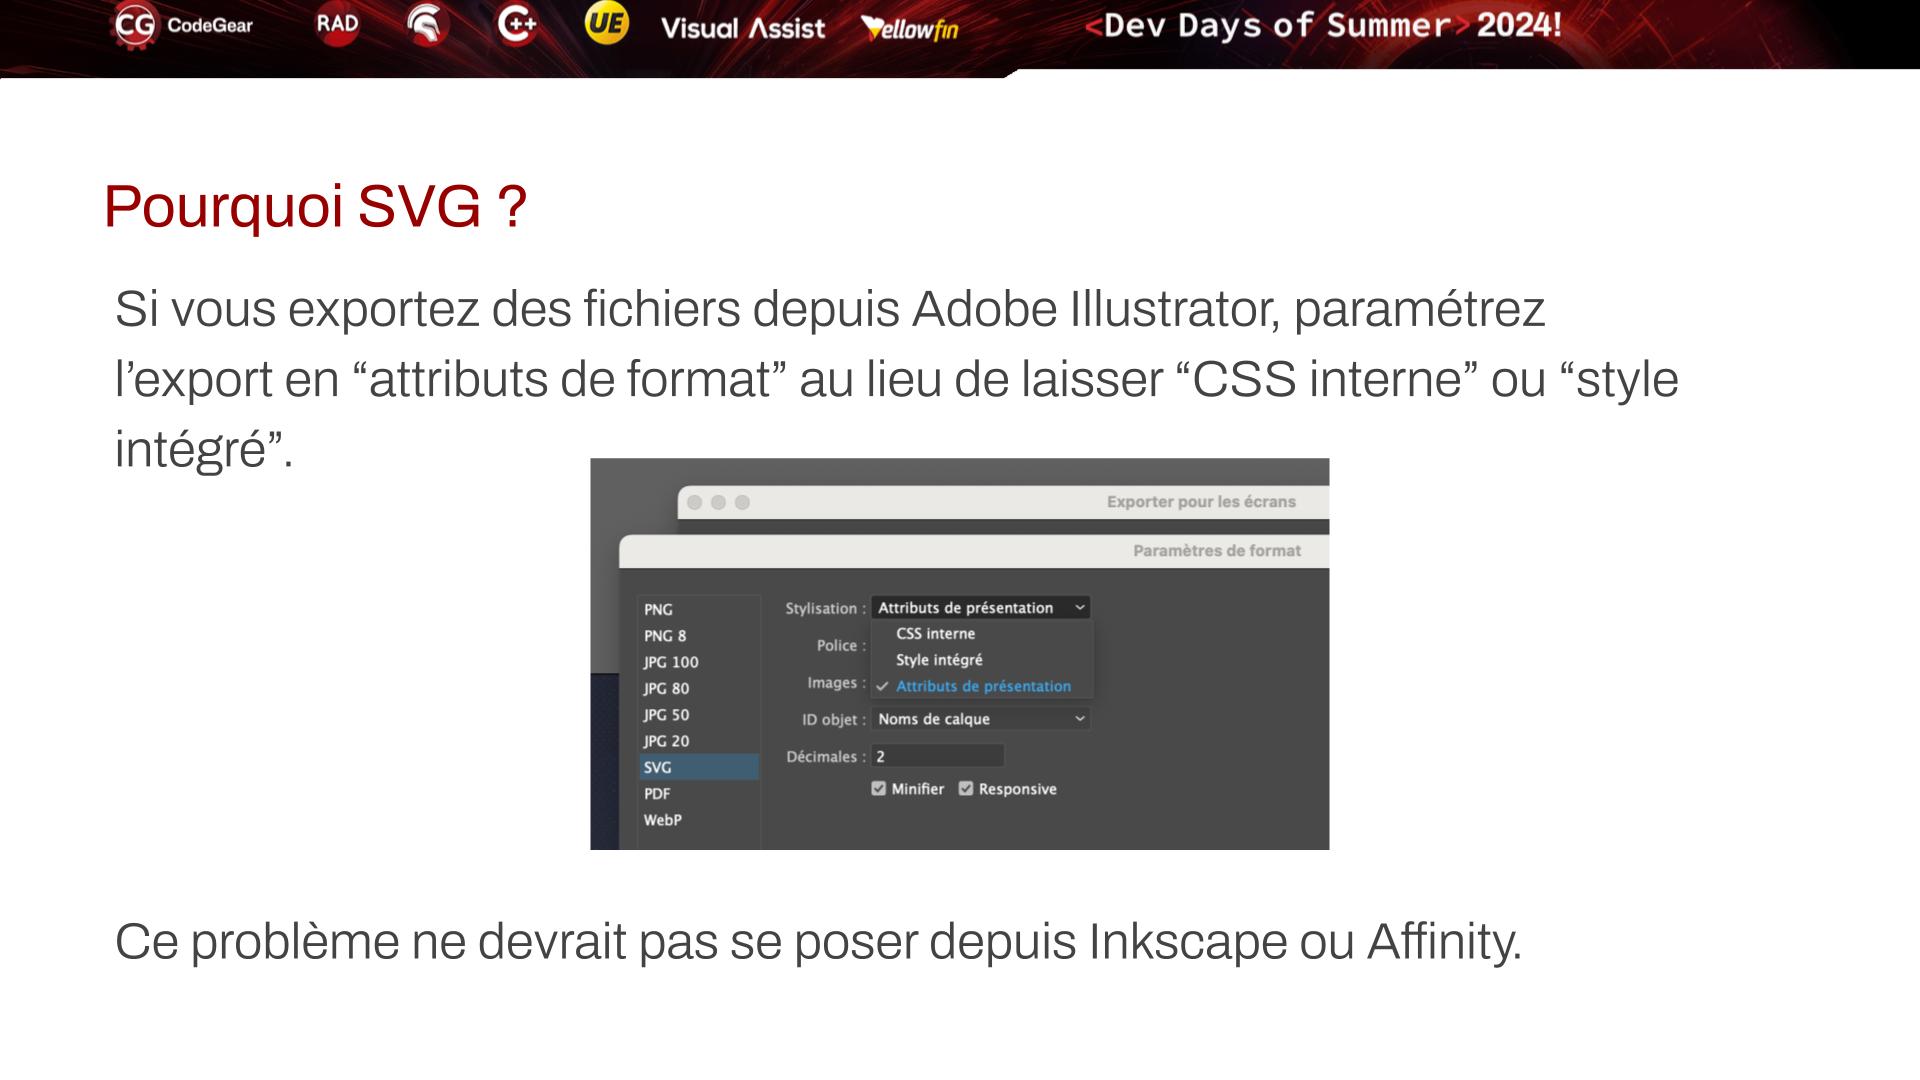 CG CodeGear RAD C++ UE Visual Assist Yellowfin <Dev Days of Summer> 2024!
Pourquoi SVG ?
Si vous exportez des fichiers depuis Adobe Illustrator, paramétrez
l’export en “attributs de format” au lieu de laisser “CSS interne” ou “style
intégré”.
Exporter pour les écrans
Paramètres de format
PNG
PNG 8
JPG 100
JPG 80
JPG 50
JPG 20
SVG
PDF
WebP
Stylisation : Attributs de présentation
CSS interne
Police :
Style intégré
Images :
Attributs de présentation
ID objet : Noms de calque
Décimales : 2
Minifier Responsive
Ce problème ne devrait pas se poser depuis Inkscape ou Affinity.